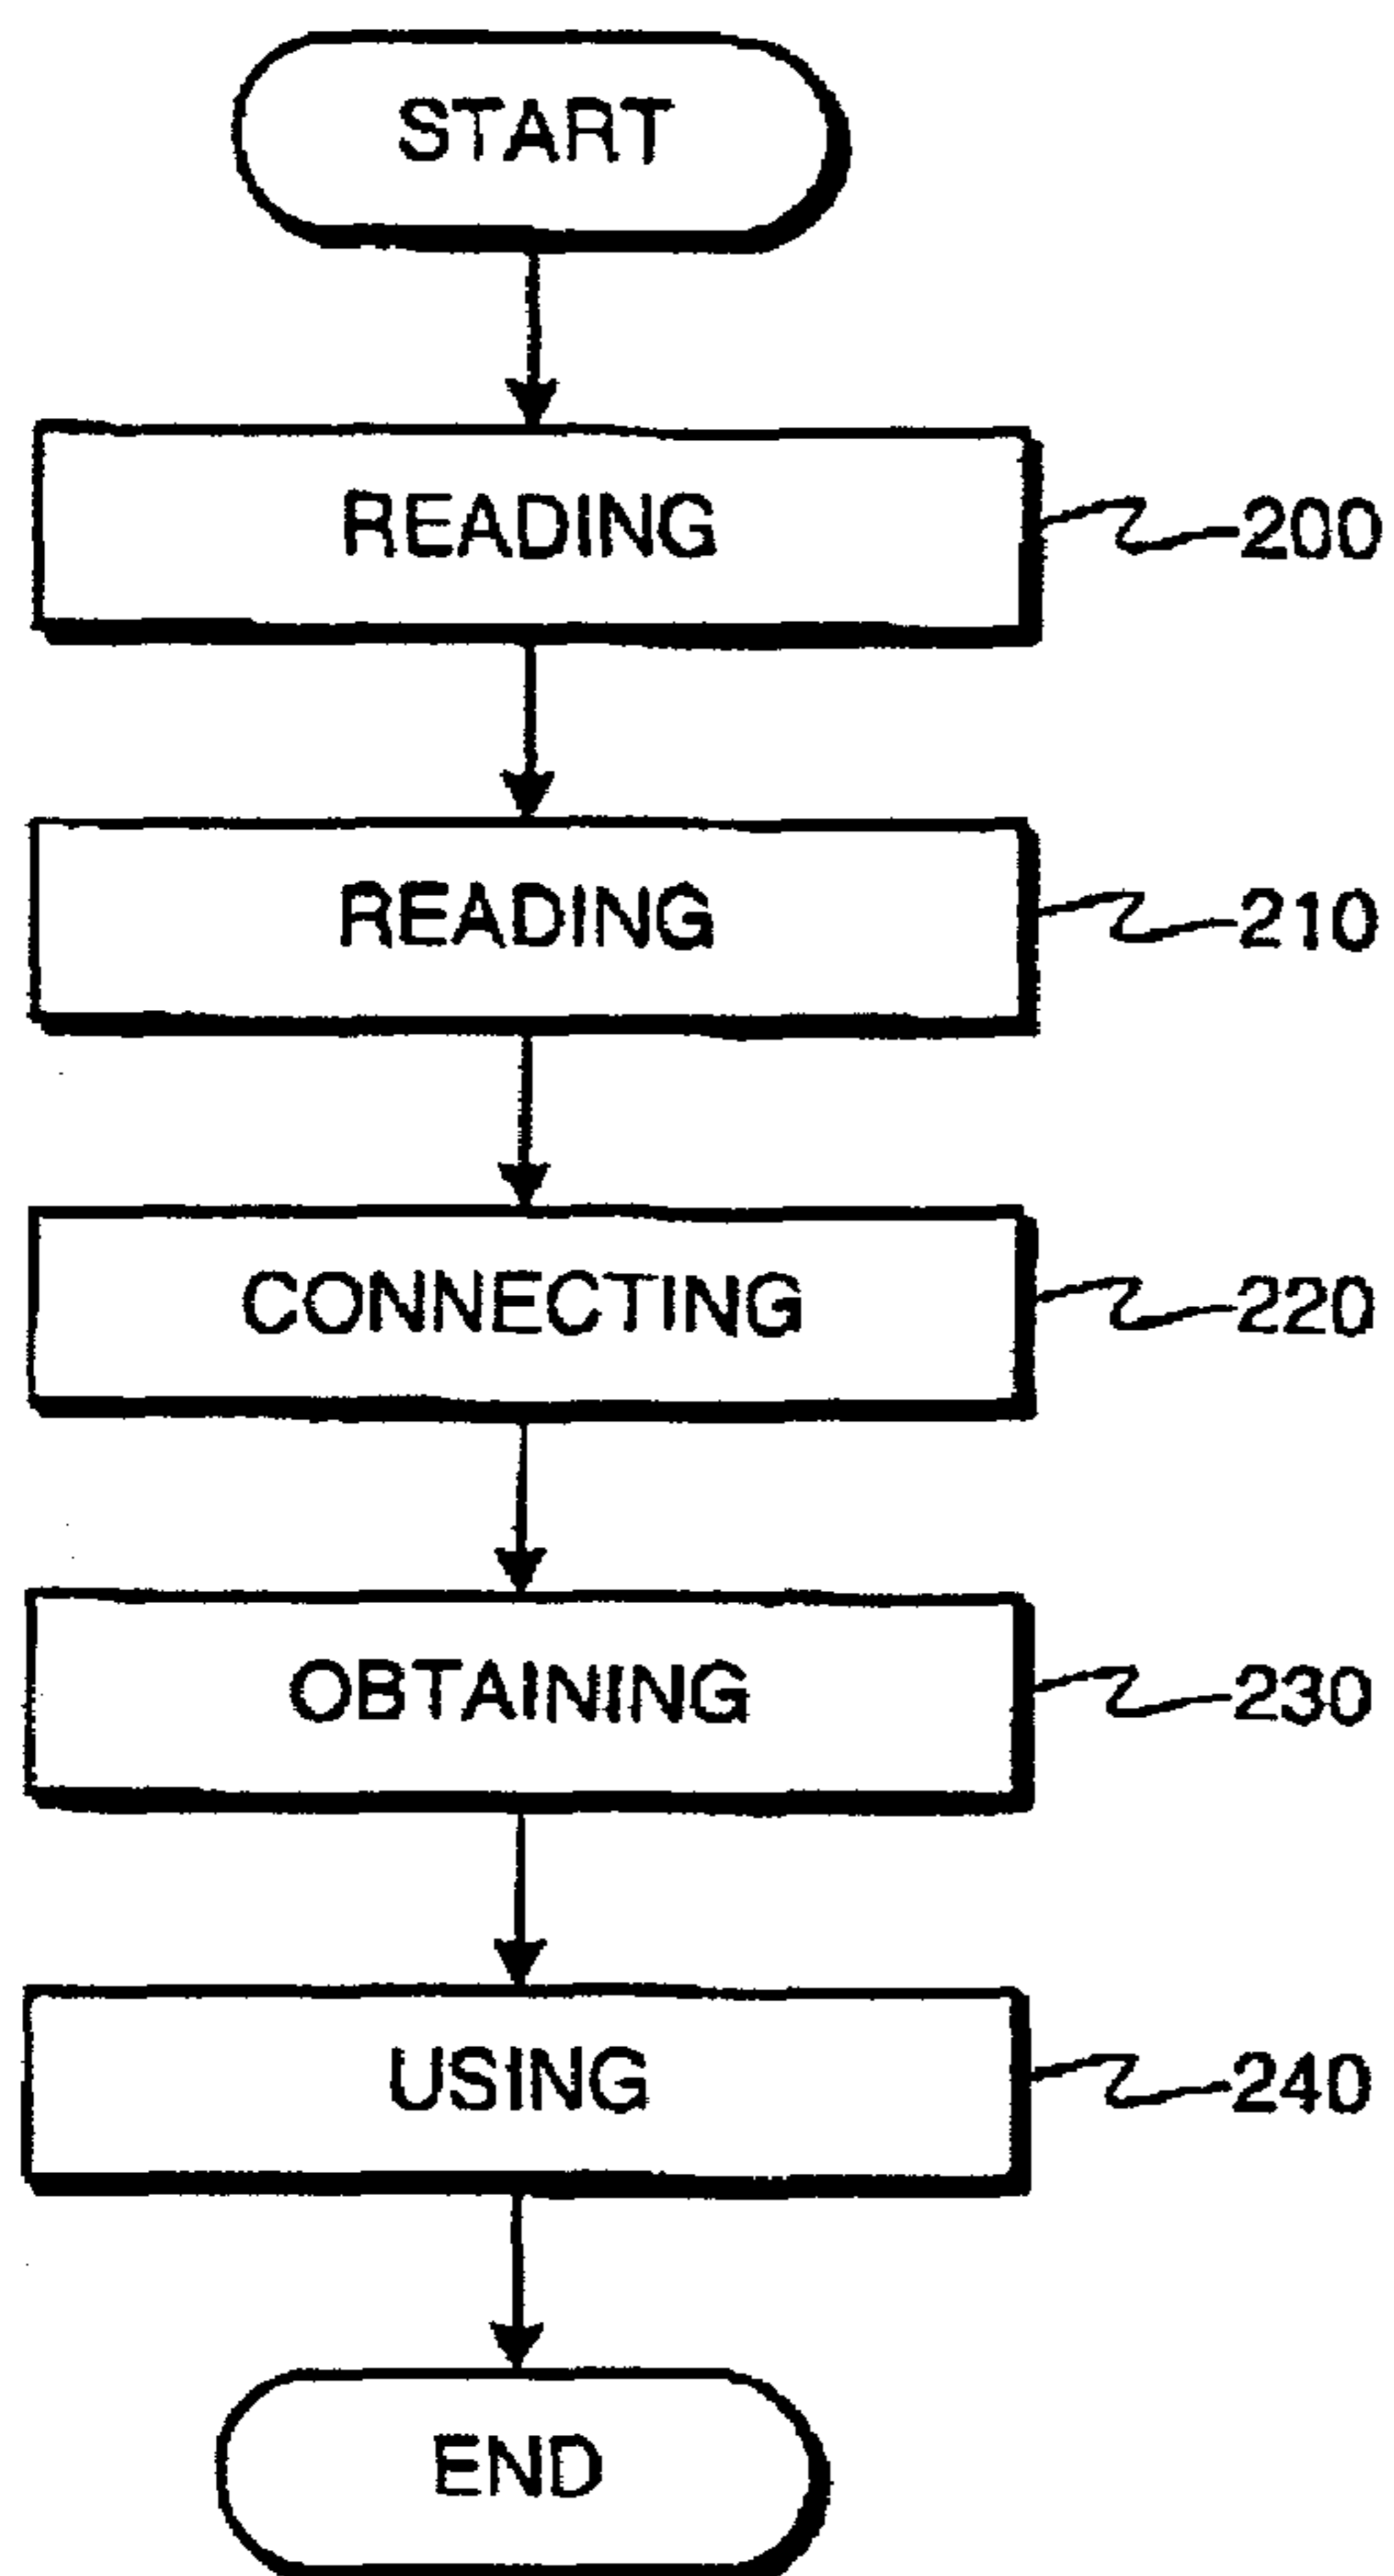 START
READING
200
READING
210
CONNECTING
220
OBTAINING
230
USING
240
END